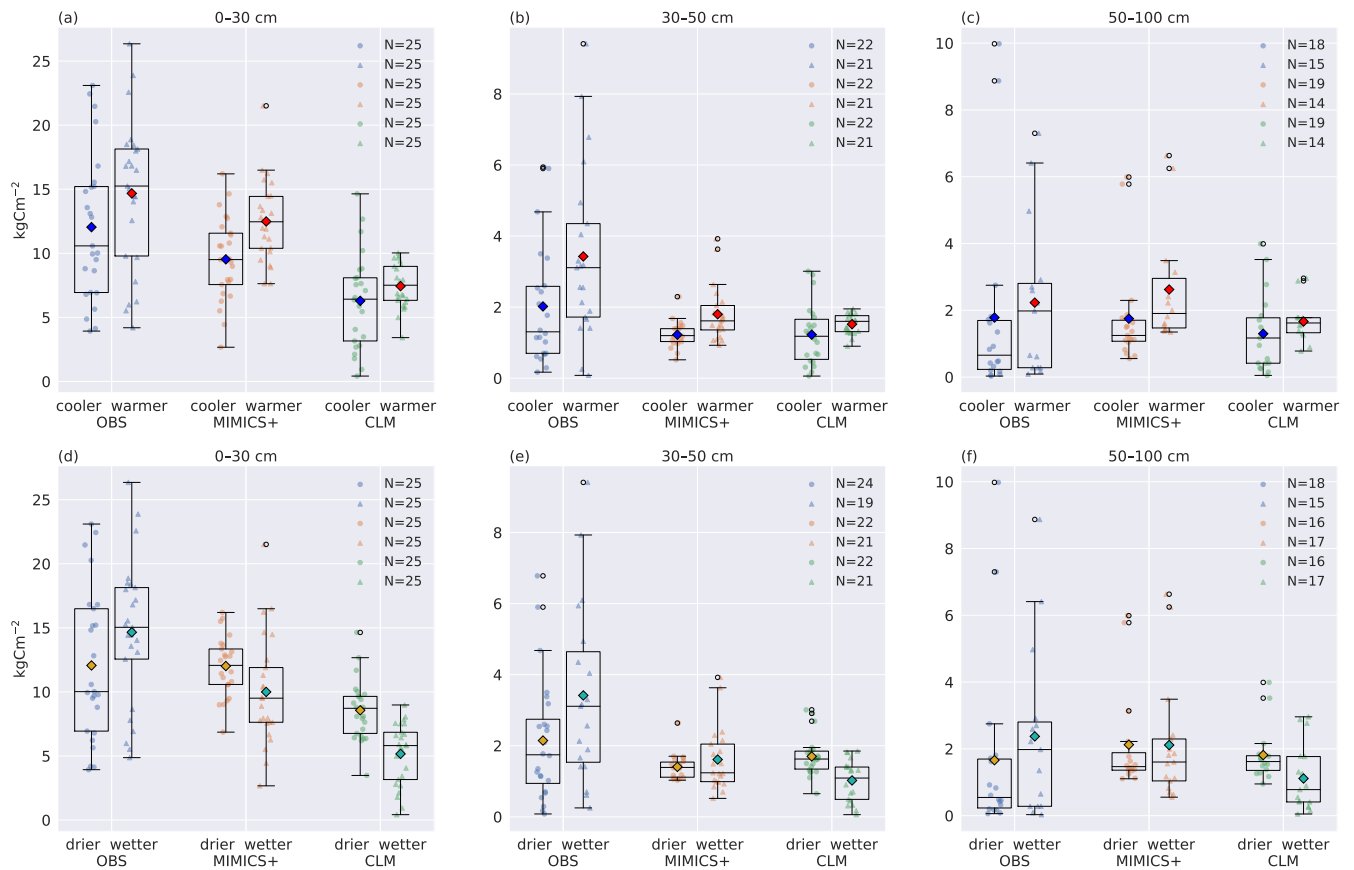 (a) 0–30 cm
(b) 30–50 cm
(c) 50–100 cm
kgCm−2
25
20
15
10
5
0
N=25
N=25
N=25
N=25
N=25
N=25
cooler warmer cooler warmer cooler warmer
OBS MIMICS+ CLM
8
6
4
2
0
N=22
N=21
N=22
N=21
N=22
N=21
cooler warmer cooler warmer cooler warmer
OBS MIMICS+ CLM
10
8
6
4
2
0
N=18
N=15
N=19
N=14
N=19
N=14
cooler warmer cooler warmer cooler warmer
OBS MIMICS+ CLM
(d) 0–30 cm
(e) 30–50 cm
(f) 50–100 cm
kgCm−2
25
20
15
10
5
0
N=25
N=25
N=25
N=25
N=25
N=25
drier wetter drier wetter drier wetter
OBS MIMICS+ CLM
8
6
4
2
0
N=24
N=19
N=22
N=21
N=22
N=21
drier wetter drier wetter drier wetter
OBS MIMICS+ CLM
10
8
6
4
2
0
N=18
N=15
N=16
N=17
N=16
N=17
drier wetter drier wetter drier wetter
OBS MIMICS+ CLM